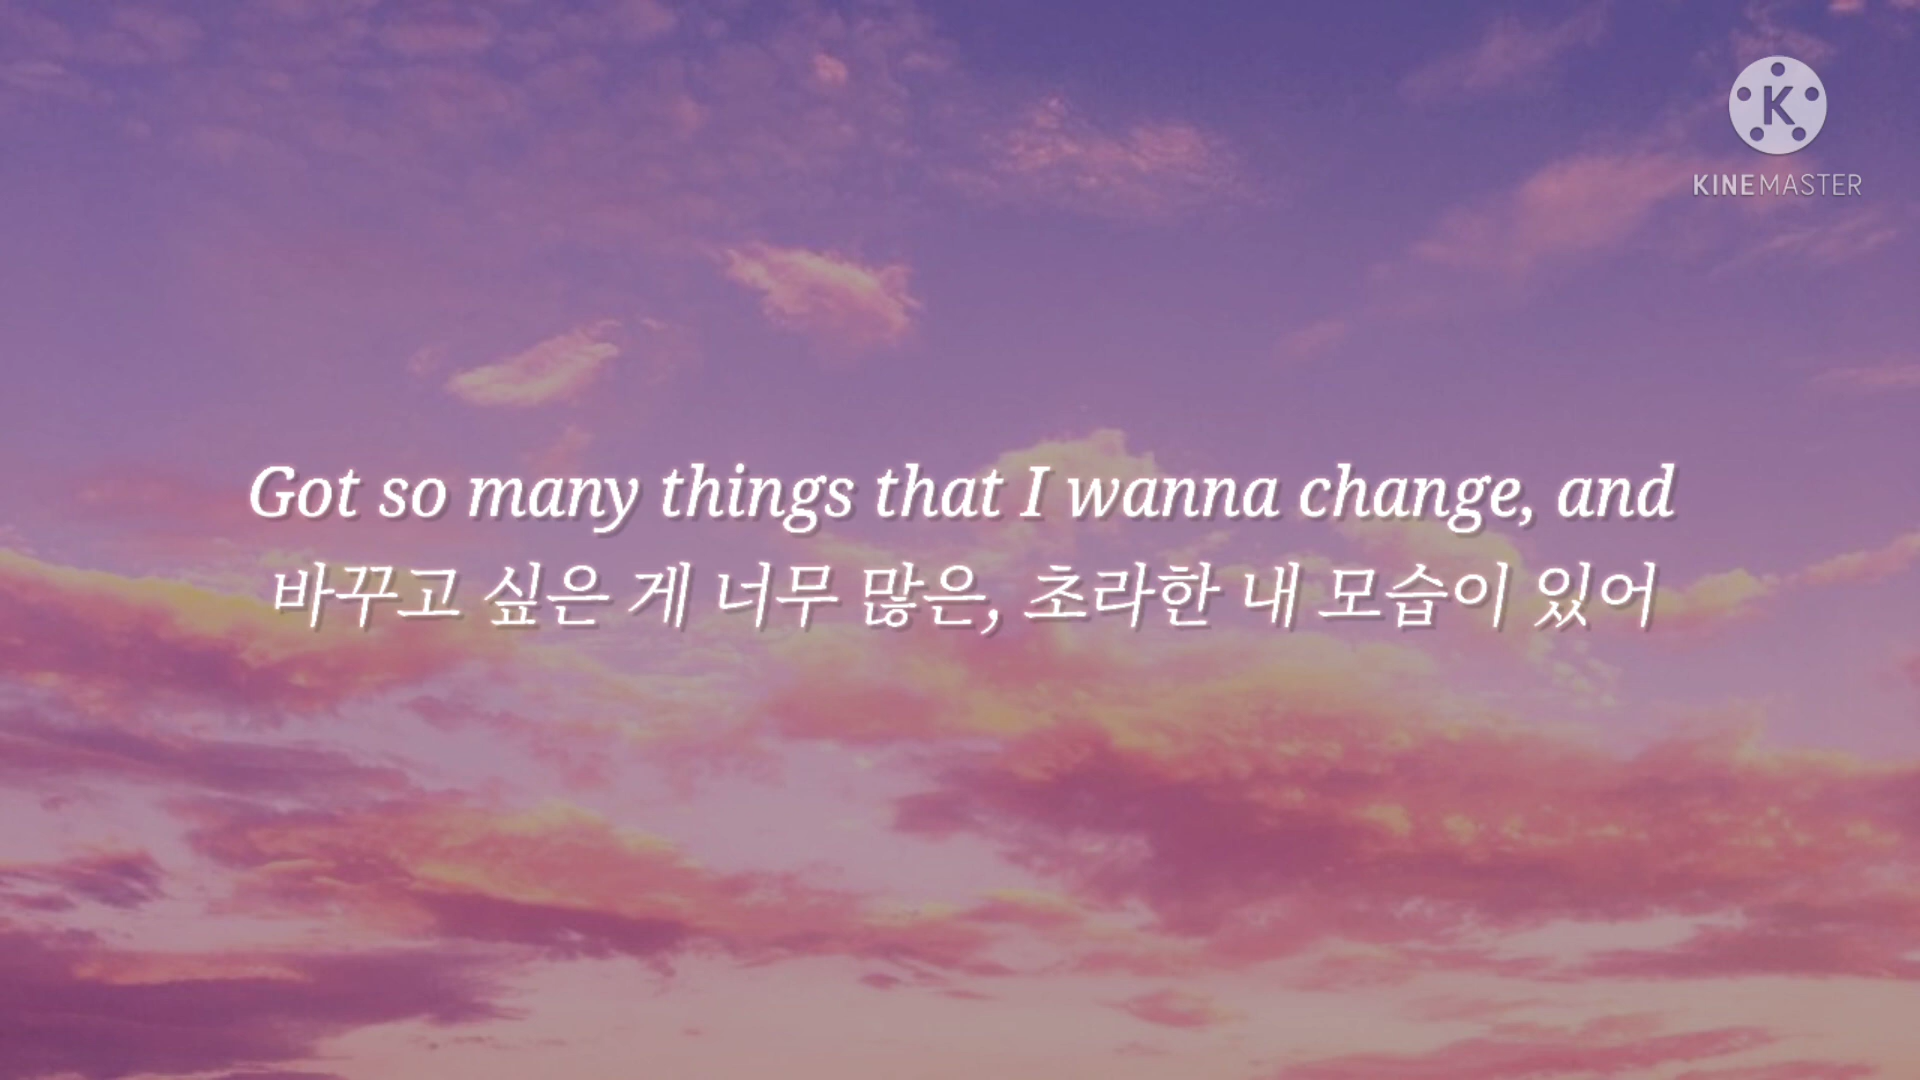 K
KINEMASTER
Got so many things that I wanna change, and
바꾸고 싶은 게 너무 많은, 초라한 내 모습이 있어